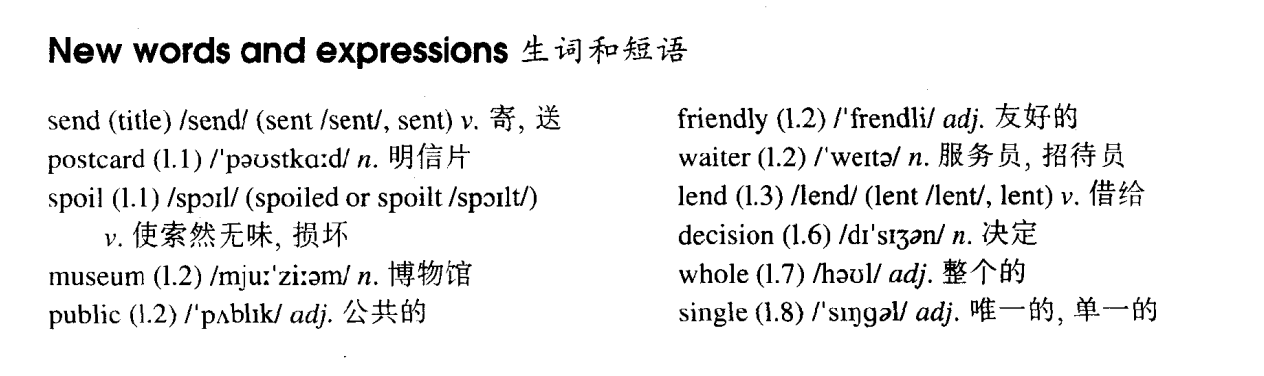 New words and expressions 生词和短语
send (title) /send/ (sent /sent/, sent) v. 寄, 送
postcard (l.1) /ˈpəʊstkɑːd/ n. 明信片
spoil (l.1) /spɔɪl/ (spoiled or spoilt /spɔɪlt/)
v. 使索然无味, 损坏
museum (l.2) /mjuːˈziːəm/ n. 博物馆
public (l.2) /ˈpʌblɪk/ adj. 公共的
friendly (l.2) /ˈfrendli/ adj. 友好的
waiter (l.2) /ˈweɪtə/ n. 服务员, 招待员
lend (l.3) /lend/ (lent /lent/, lent) v. 借给
decision (l.6) /dɪˈsɪʒən/ n. 决定
whole (l.7) /həʊl/ adj. 整个的
single (l.8) /ˈsɪŋɡəl/ adj. 唯一的, 单一的